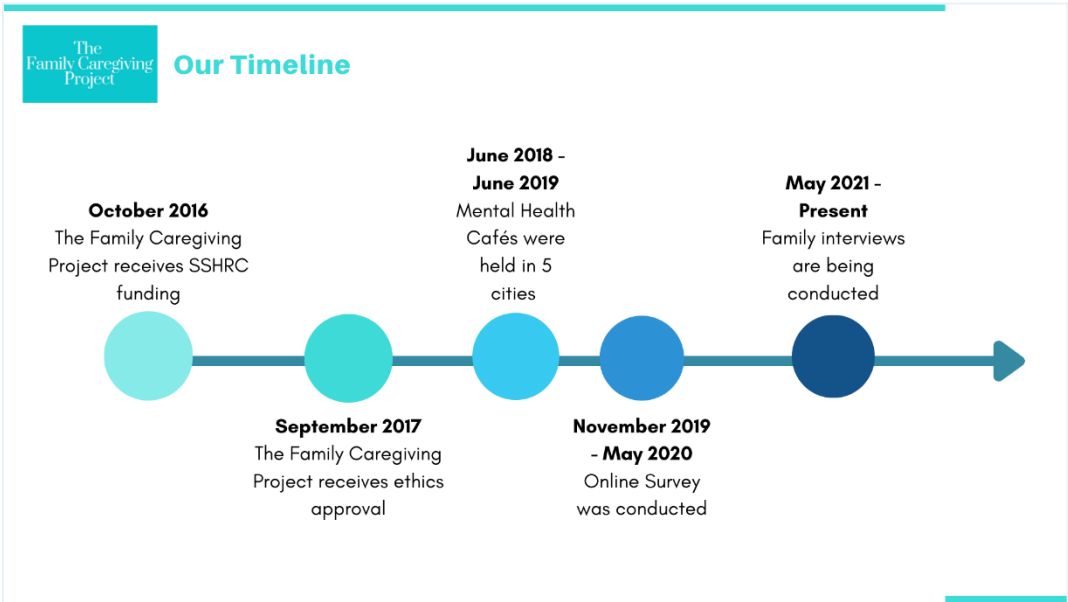 The
Family Caregiving
Project
Our Timeline
October 2016
The Family Caregiving
Project receives SSHRC
funding
September 2017
The Family Caregiving
Project receives ethics
approval
June 2018 -
June 2019
Mental Health
Cafés were
held in 5
cities
November 2019
- May 2020
Online Survey
was conducted
May 2021 -
Present
Family interviews
are being
conducted